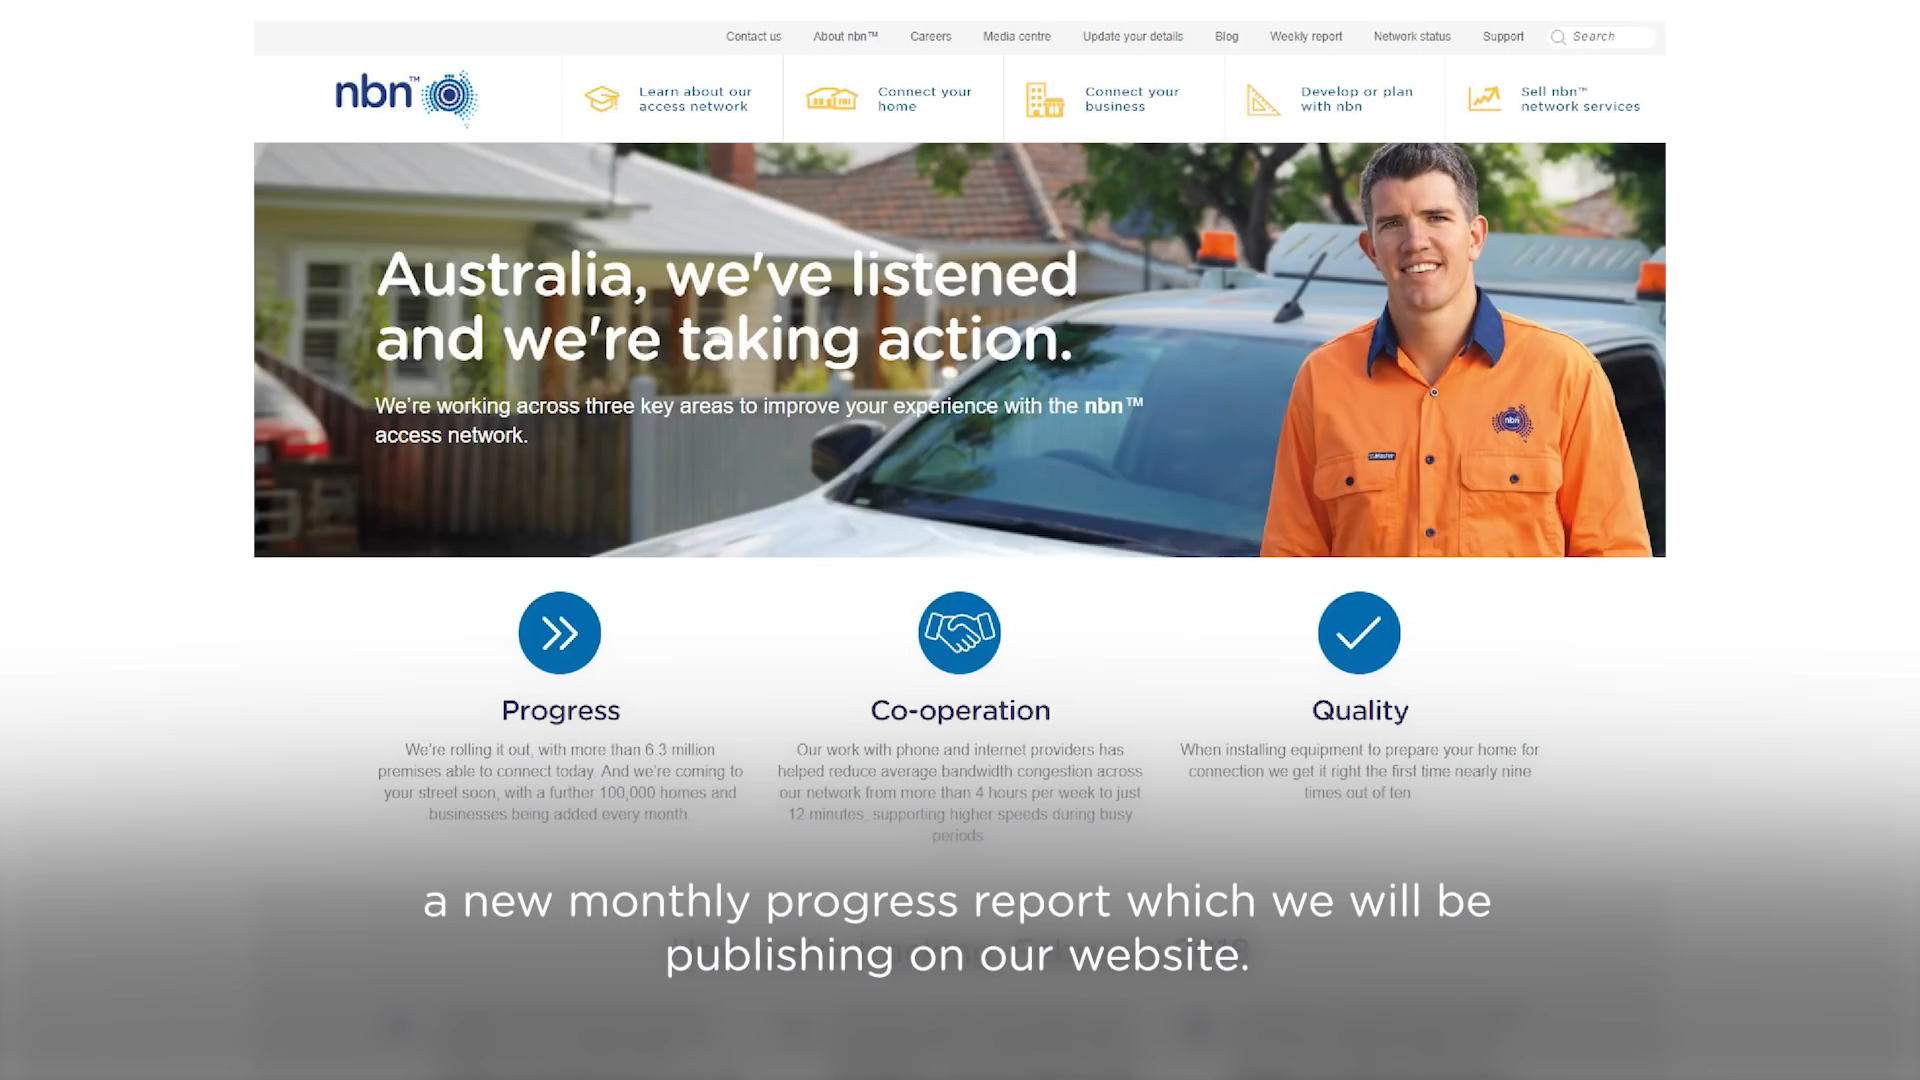 Contact us
About nbn™
Careers
Media centre
Update your details
Blog
Weekly report
Network status
Support
Search
nbn™
Learn about our
access network
Connect your
home
Connect your
business
Develop or plan
with nbn
Sell nbn™
network services
Australia, we've listened
and we're taking action.
We're working across three key areas to improve your experience with the nbn™
access network.
nbn
Progress
We're rolling it out, with more than 6.3 million
premises able to connect today. And we're coming to
your street soon, with a further 100,000 homes and
businesses being added every month.
Co-operation
Our work with phone and internet providers has
helped reduce average bandwidth congestion across
our network from more than 4 hours per week to just
12 minutes, supporting higher speeds during busy
periods.
Quality
When installing equipment to prepare your home for
connection we get it right the first time nearly nine
times out of ten.
a new monthly progress report which we will be
publishing on our website.